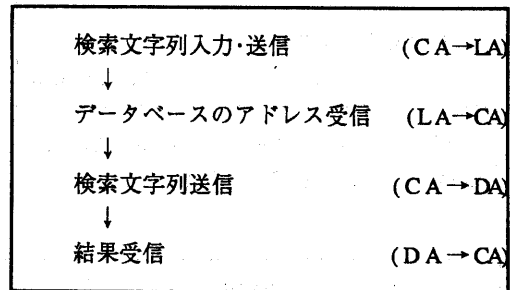 検索文字列入力・送信 (CA→LA)
↓
データベースのアドレス受信 (LA→CA)
↓
検索文字列送信 (CA→DA)
↓
結果受信 (DA→CA)